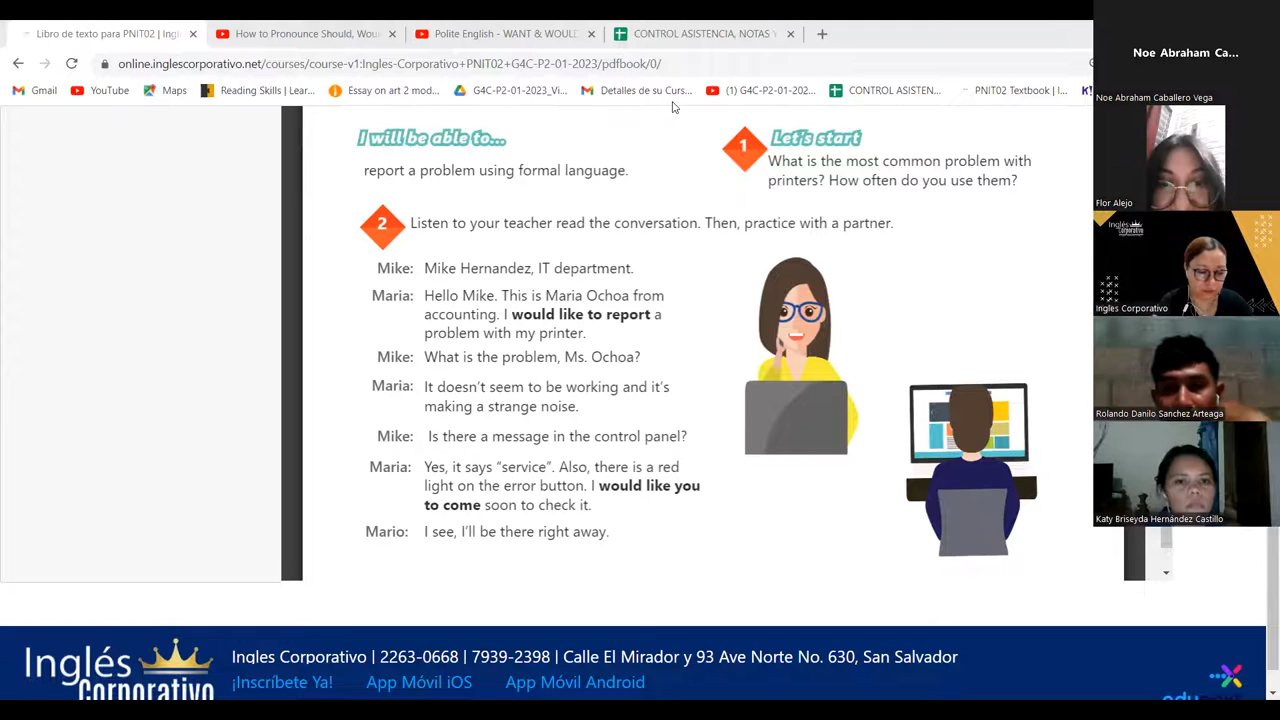 Libro de texto para PNIT02 | Ingl
How to Pronounce Should, Wou
Polite English - WANT & WOUL
CONTROL ASISTENCIA, NOTAS Y
online.inglescorporativo.net/courses/course-v1:Ingles-Corporativo+PNIT02+G4C-P2-01-2023/pdfbook/0/
Gmail
YouTube
Maps
Reading Skills | Lear...
Essay on art 2 mod...
G4C-P2-01-2023_Vi...
Detalles de su Curs...
(1) G4C-P2-01-202...
CONTROL ASISTEN...
PNIT02 Textbook | I...
I will be able to...
report a problem using formal language.
1
Let's start
What is the most common problem with
printers? How often do you use them?
2
Listen to your teacher read the conversation. Then, practice with a partner.
Mike: Mike Hernandez, IT department.
Maria: Hello Mike. This is Maria Ochoa from
accounting. I would like to report a
problem with my printer.
Mike: What is the problem, Ms. Ochoa?
Maria: It doesn't seem to be working and it's
making a strange noise.
Mike: Is there a message in the control panel?
Maria: Yes, it says “service”. Also, there is a red
light on the error button. I would like you
to come soon to check it.
Mario: I see, I'll be there right away.
Noe Abraham Ca...
Noe Abraham Caballero Vega
Flor Alejo
Inglés
Corporativo
Ingles Corporativo
Rolando Danilo Sanchez Arteaga
Katy Briseyda Hernández Castillo
Inglés
Corporativo
Ingles Corporativo | 2263-0668 | 7939-2398 | Calle El Mirador y 93 Ave Norte No. 630, San Salvador
¡Inscríbete Ya!
App Móvil iOS
App Móvil Android